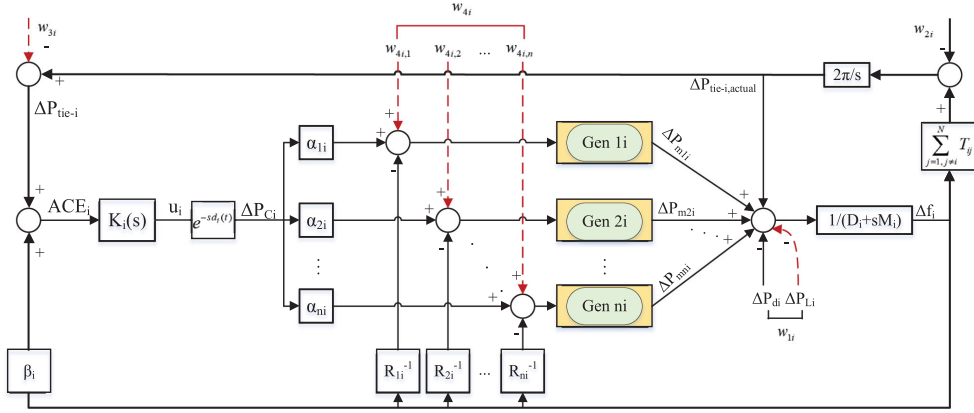 w4i
w3i
w4i,1 w4i,2 ... w4i,n
w2i
-
-
+
2π/s
ΔPtie-i,actual
ΔPtie-i
+
N
∑ Tij
j=1, j≠i
+
+
α1i
+
-
Gen 1i
ΔPm1i
+
ACEi
Ki(s)
ui
e^-sdi(t)
ΔPCi
α2i
+
+
-
Gen 2i
ΔPm2i
+
+
-
-
-
1/(Di+sMi)
Δfi
+
⋮
αni
+
+
-
⋮
Gen ni
ΔPmni
+
ΔPdi ΔPLi
w1i
βi
R1i^-1 R2i^-1 ... Rni^-1